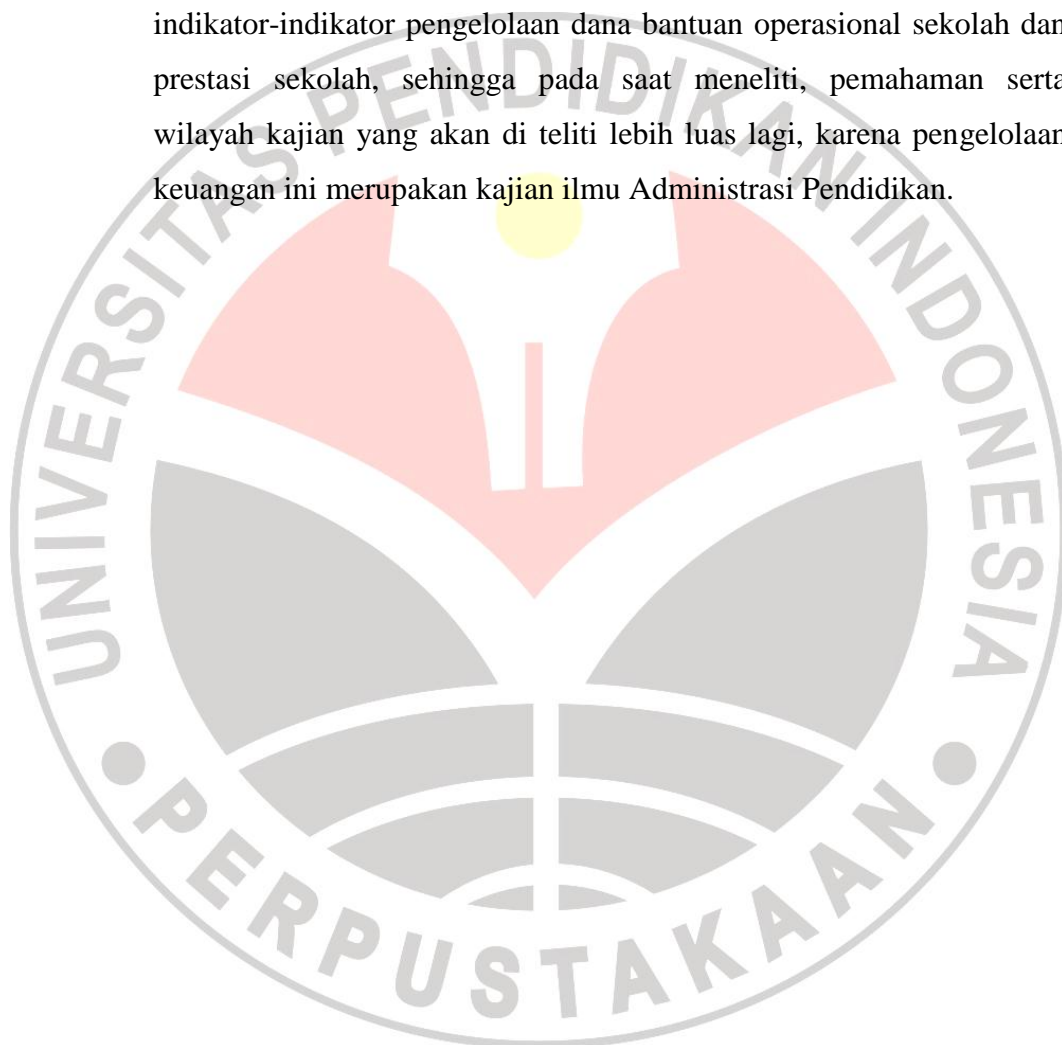 indikator-indikator pengelolaan dana bantuan operasional sekolah dan
prestasi sekolah, sehingga pada saat meneliti, pemahaman serta
wilayah kajian yang akan di teliti lebih luas lagi, karena pengelolaan
keuangan ini merupakan kajian ilmu Administrasi Pendidikan.
UNIVERSITAS PENDIDIKAN INDONESIA
PERPUSTAKAAN